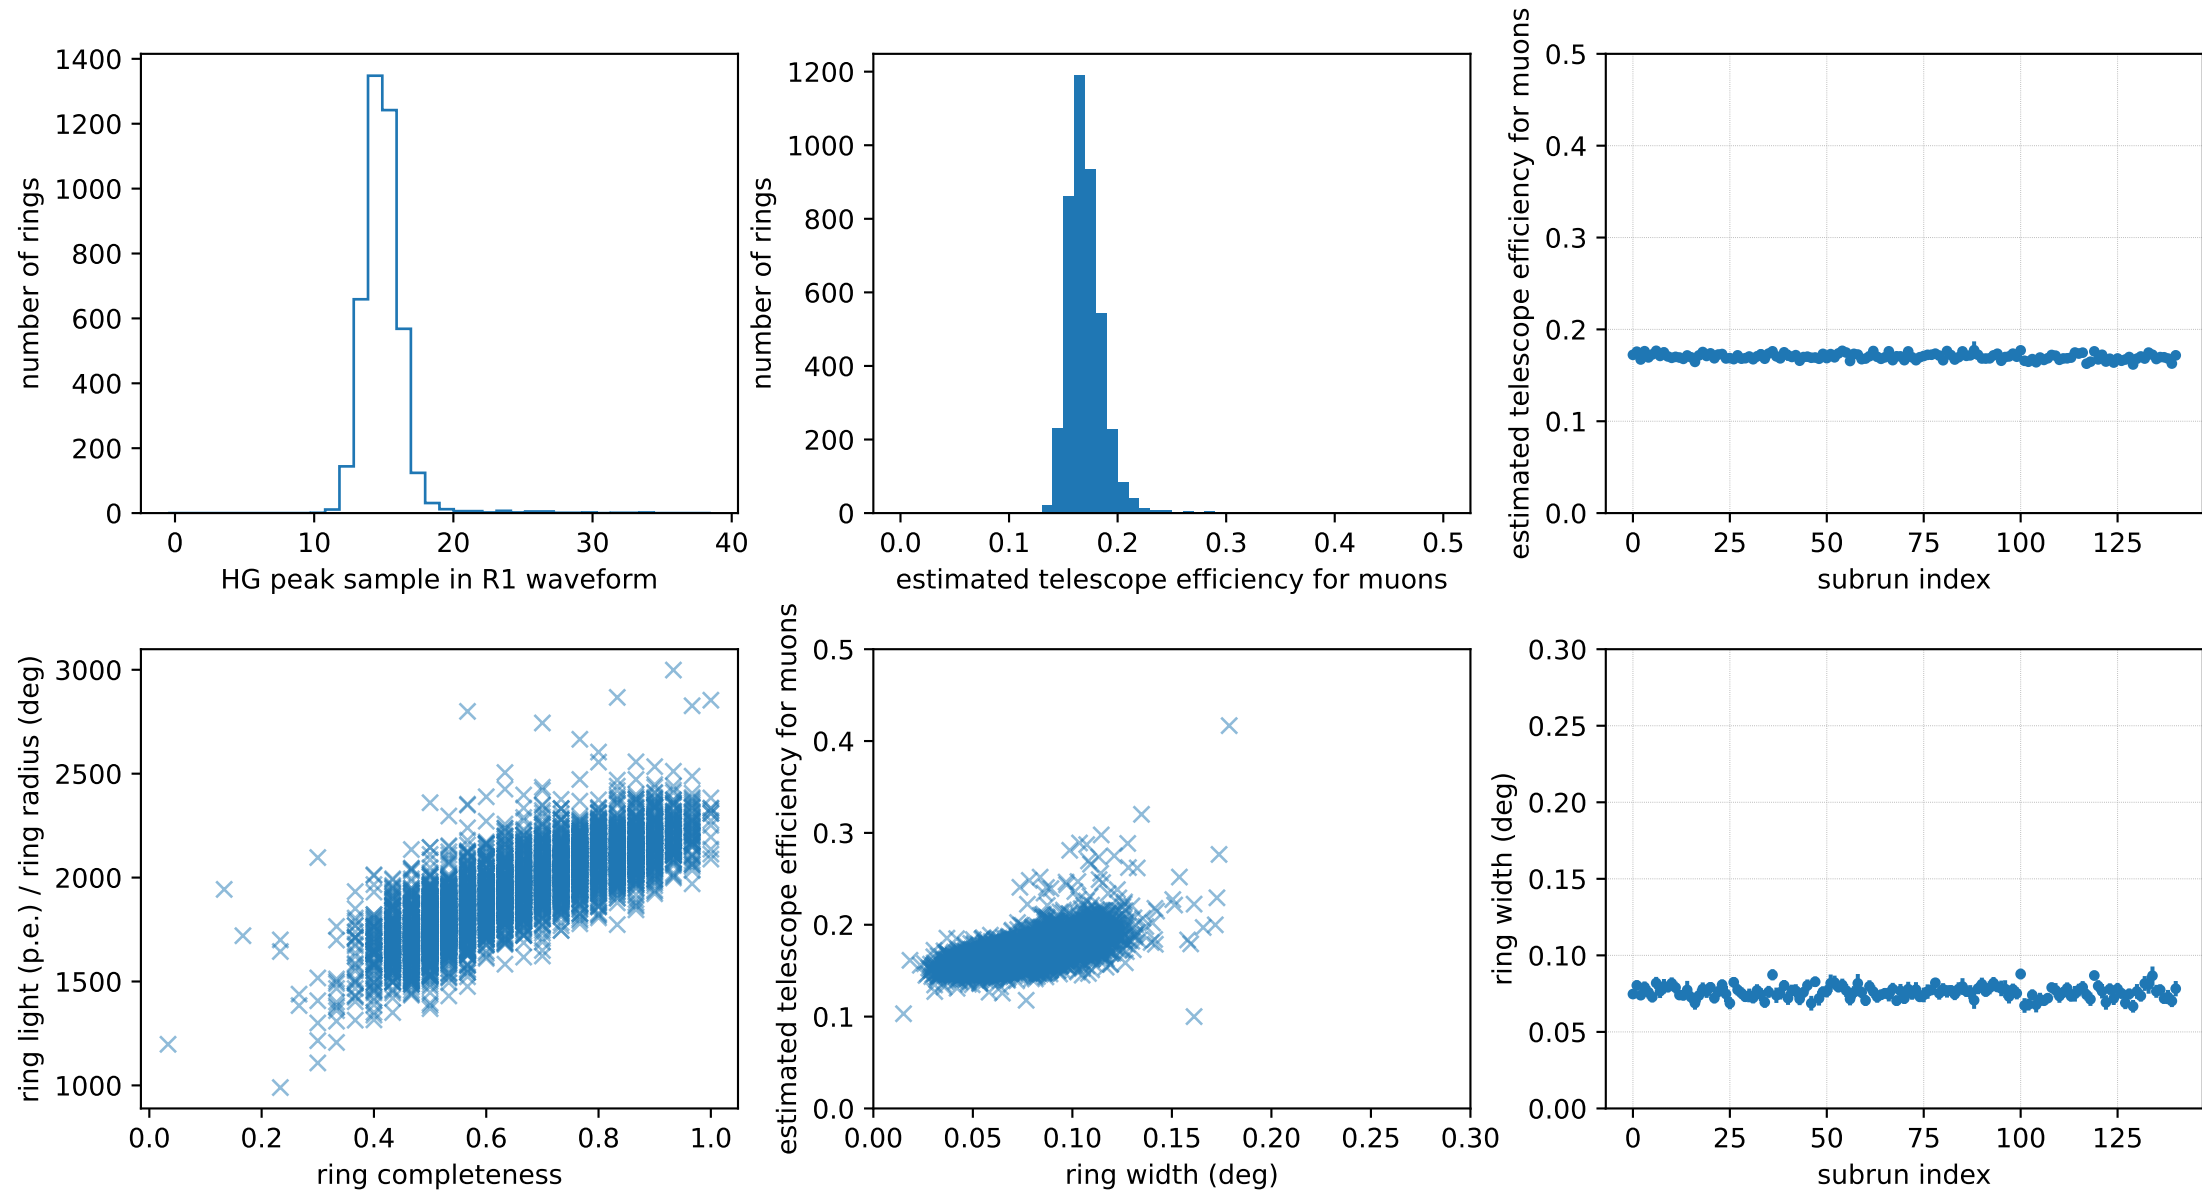 1400
1200
1000
800
600
400
200
0
number of rings
0 10 20 30 40
HG peak sample in R1 waveform
1200
1000
800
600
400
200
0
number of rings
0.0 0.1 0.2 0.3 0.4 0.5
estimated telescope efficiency for muons
0.5
0.4
0.3
0.2
0.1
0.0
estimated telescope efficiency for muons
0 25 50 75 100 125
subrun index
3000
2500
2000
1500
1000
ring light (p.e.) / ring radius (deg)
0.0 0.2 0.4 0.6 0.8 1.0
ring completeness
0.5
0.4
0.3
0.2
0.1
0.0
estimated telescope efficiency for muons
0.00 0.05 0.10 0.15 0.20 0.25 0.30
ring width (deg)
0.30
0.25
0.20
0.15
0.10
0.05
0.00
ring width (deg)
0 25 50 75 100 125
subrun index